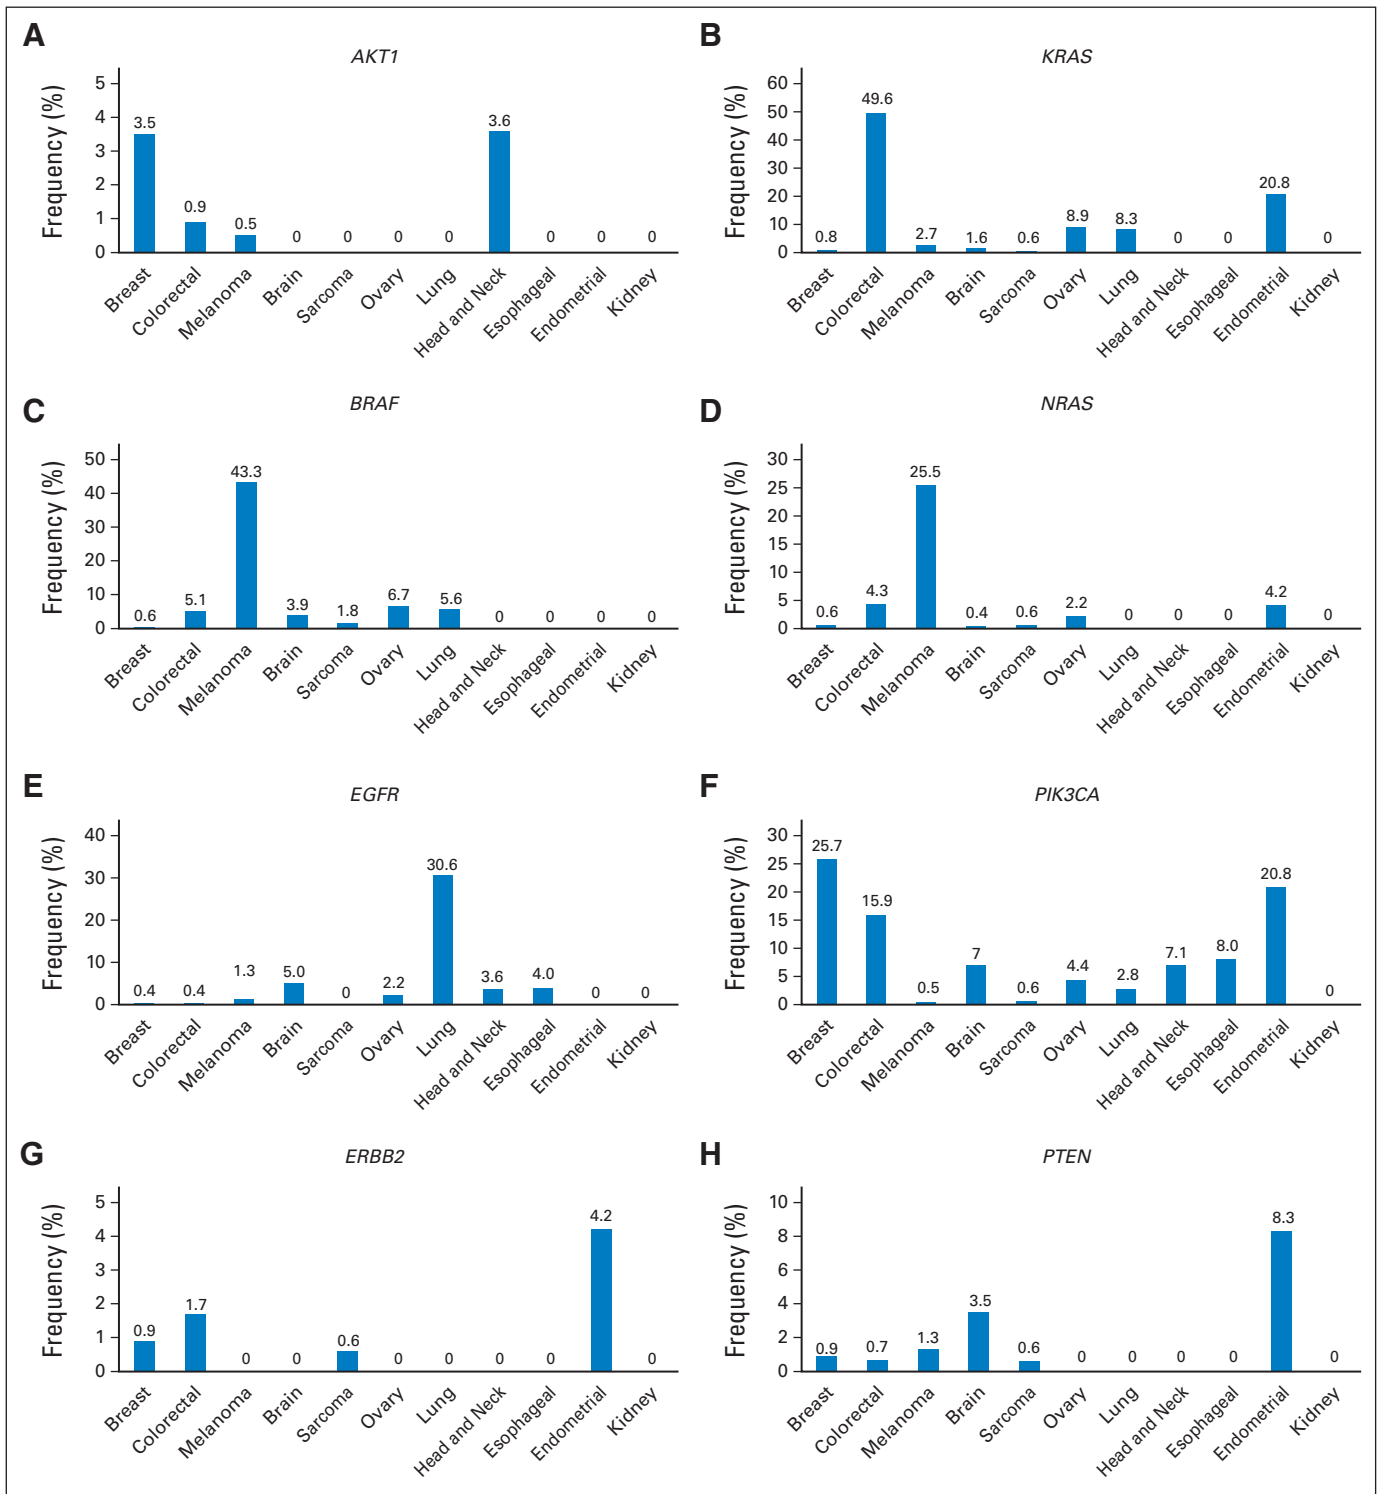 A
AKT1
Frequency (%)
5
4
3
2
1
0
3.5
0.9
0.5
0
0
0
0
3.6
0
0
0
Breast
Colorectal
Melanoma
Brain
Sarcoma
Ovary
Lung
Head and Neck
Esophageal
Endometrial
Kidney
B
KRAS
Frequency (%)
60
50
40
30
20
10
0
0.8
49.6
2.7
1.6
0.6
8.9
8.3
0
0
20.8
0
Breast
Colorectal
Melanoma
Brain
Sarcoma
Ovary
Lung
Head and Neck
Esophageal
Endometrial
Kidney
C
BRAF
Frequency (%)
50
40
30
20
10
0
0.6
5.1
43.3
3.9
1.8
6.7
5.6
0
0
0
0
Breast
Colorectal
Melanoma
Brain
Sarcoma
Ovary
Lung
Head and Neck
Esophageal
Endometrial
Kidney
D
NRAS
Frequency (%)
30
25
20
15
10
5
0
0.6
4.3
25.5
0.4
0.6
2.2
0
0
0
4.2
0
Breast
Colorectal
Melanoma
Brain
Sarcoma
Ovary
Lung
Head and Neck
Esophageal
Endometrial
Kidney
E
EGFR
Frequency (%)
40
30
20
10
0
0.4
0.4
1.3
5.0
0
2.2
30.6
3.6
4.0
0
0
Breast
Colorectal
Melanoma
Brain
Sarcoma
Ovary
Lung
Head and Neck
Esophageal
Endometrial
Kidney
F
PIK3CA
Frequency (%)
30
25
20
15
10
5
0
25.7
15.9
0.5
7
0.6
4.4
2.8
7.1
8.0
20.8
0
Breast
Colorectal
Melanoma
Brain
Sarcoma
Ovary
Lung
Head and Neck
Esophageal
Endometrial
Kidney
G
ERBB2
Frequency (%)
5
4
3
2
1
0
0.9
1.7
0
0
0.6
0
0
0
0
4.2
0
Breast
Colorectal
Melanoma
Brain
Sarcoma
Ovary
Lung
Head and Neck
Esophageal
Endometrial
Kidney
H
PTEN
Frequency (%)
10
8
6
4
2
0
0.9
0.7
1.3
3.5
0.6
0
0
0
0
8.3
0
Breast
Colorectal
Melanoma
Brain
Sarcoma
Ovary
Lung
Head and Neck
Esophageal
Endometrial
Kidney